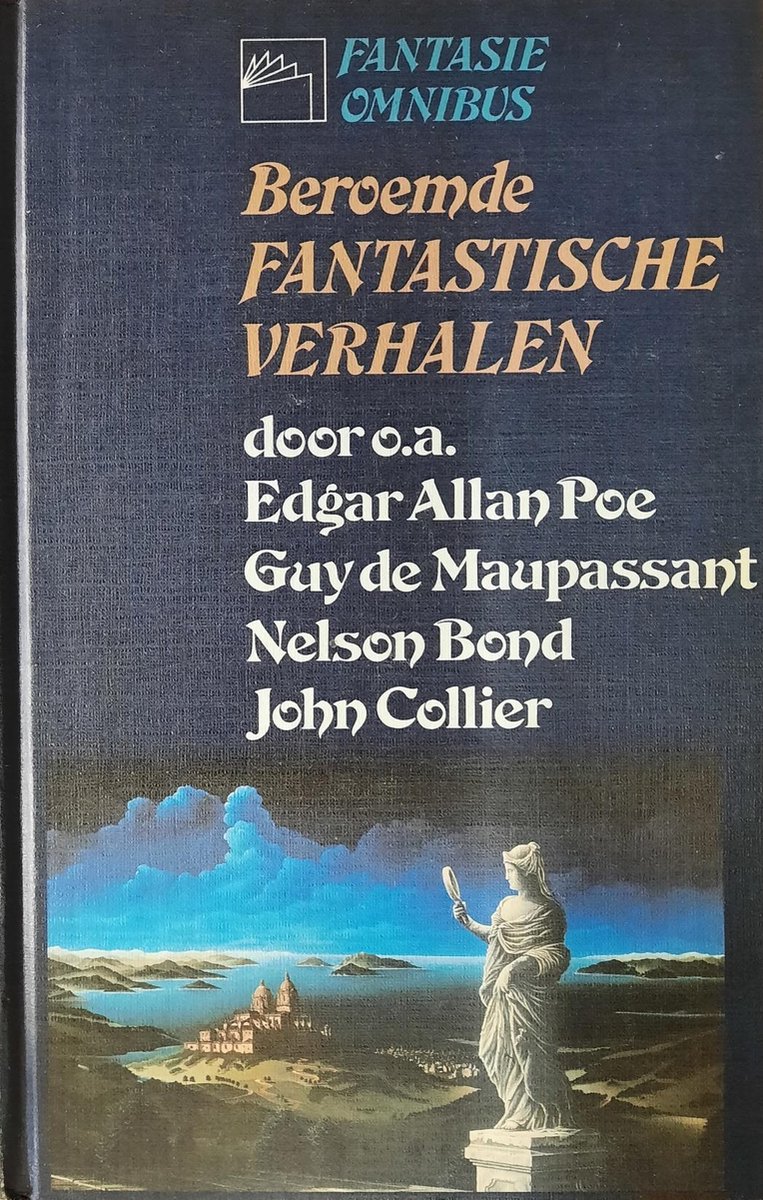 FANTASIE
OMNIBUS
Beroemde
FANTASTISCHE
VERHALEN
door o.a.
Edgar Allan Poe
Guy de Maupassant
Nelson Bond
John Collier